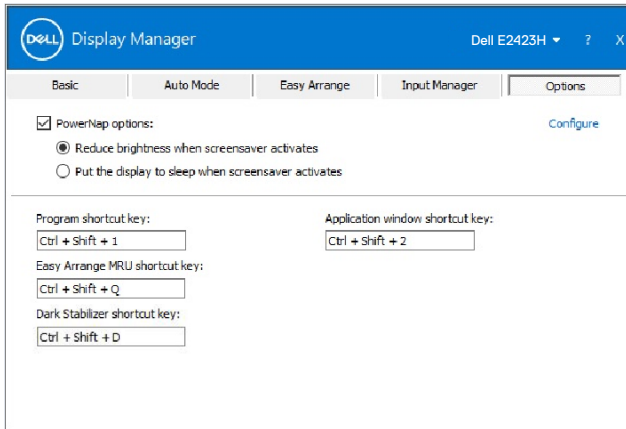 DELL Display Manager Dell E2423H ? X
Basic Auto Mode Easy Arrange Input Manager Options
PowerNap options: Configure
Reduce brightness when screensaver activates
Put the display to sleep when screensaver activates
Program shortcut key: Application window shortcut key:
Ctrl + Shift + 1 Ctrl + Shift + 2
Easy Arrange MRU shortcut key:
Ctrl + Shift + Q
Dark Stabilizer shortcut key:
Ctrl + Shift + D